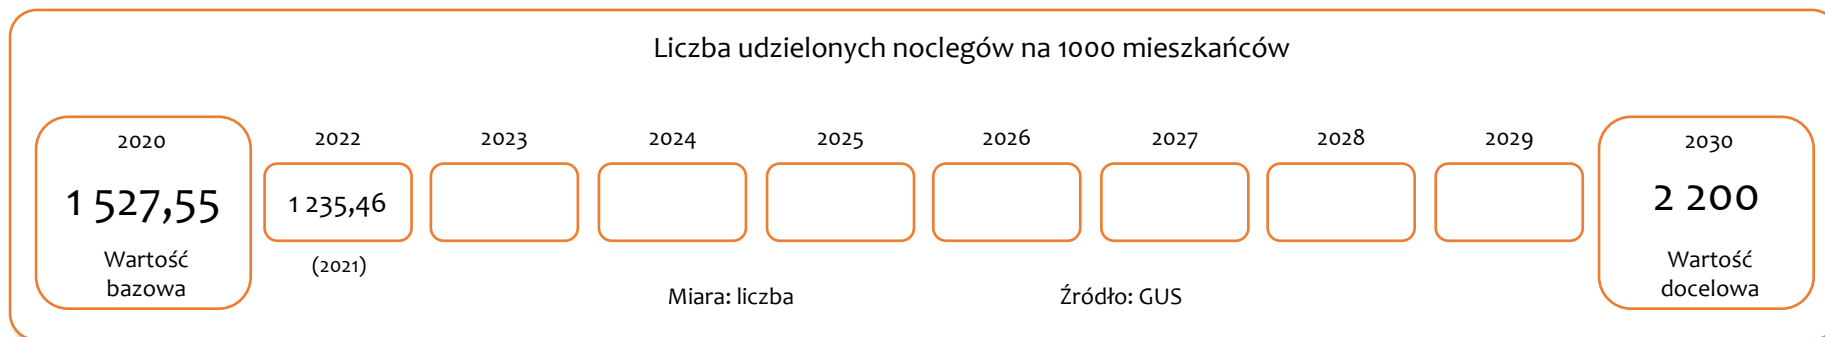 Liczba udzielonych noclegów na 1000 mieszkańców
2020
1 527,55
Wartość
bazowa
2022
1 235,46
(2021)
2023
2024
2025
2026
2027
2028
2029
2030
2 200
Wartość
docelowa
Miara: liczba
Źródło: GUS